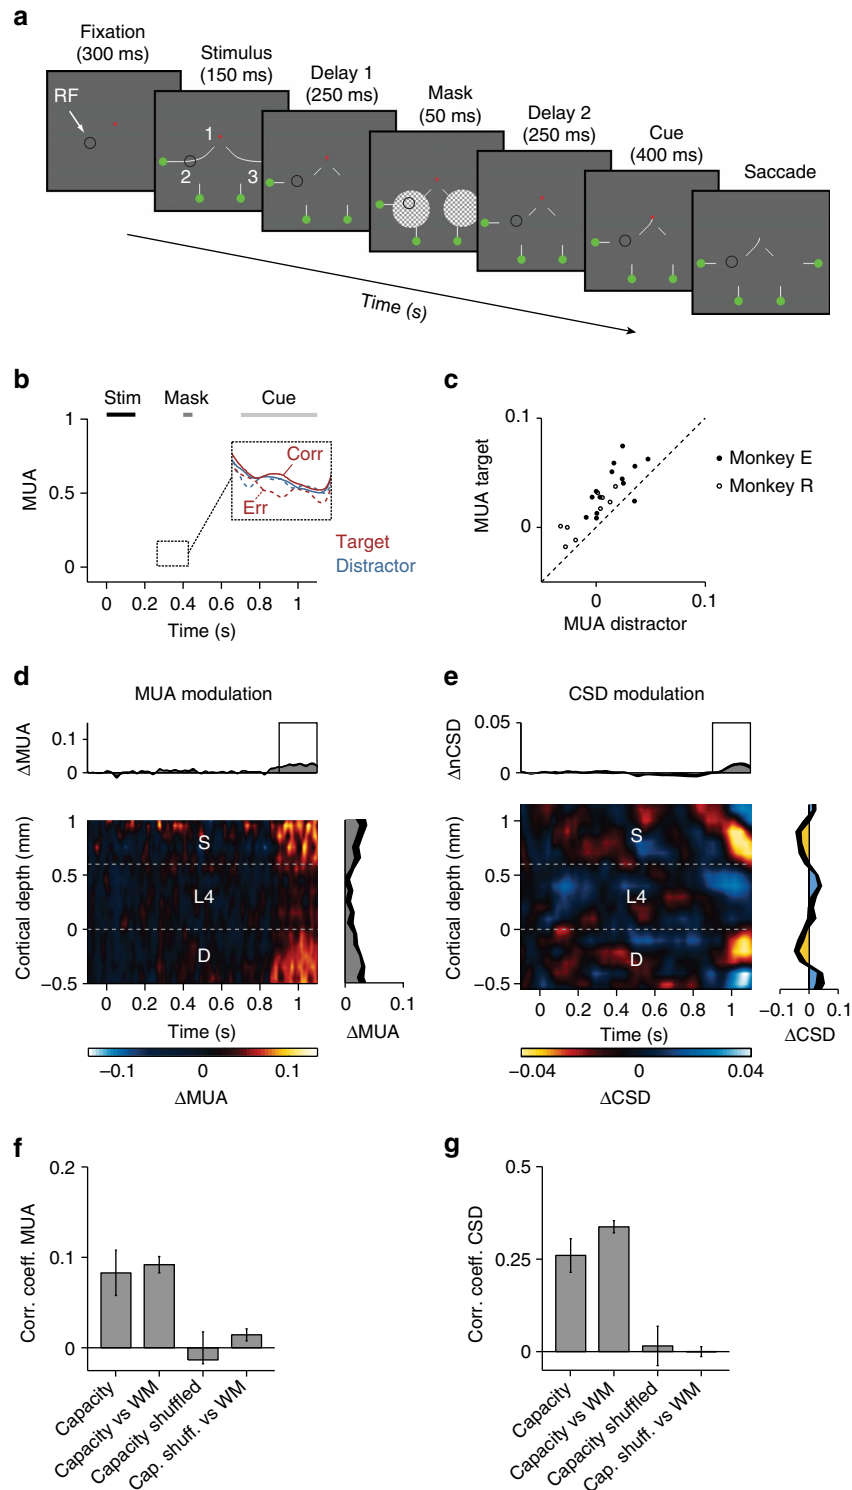 a
Fixation
(300 ms)
Stimulus
(150 ms)
Delay 1
(250 ms)
Mask
(50 ms)
Delay 2
(250 ms)
Cue
(400 ms)
Saccade
RF
1
2
3
Time (s)
b
Stim
Mask
Cue
1
0.5
0
MUA
Corr
Err
Target
Distractor
0
0.2
0.4
0.6
0.8
1
Time (s)
c
0.1
0
MUA target
Monkey E
Monkey R
0
0.1
MUA distractor
d
MUA modulation
0.1
0
ΔMUA
1
0.5
0
−0.5
Cortical depth (mm)
S
L4
D
0
0.2
0.4
0.6
0.8
1
Time (s)
0
0.1
ΔMUA
−0.1
0
0.1
ΔMUA
e
CSD modulation
0.05
0
ΔnCSD
1
0.5
0
−0.5
Cortical depth (mm)
S
L4
D
0
0.2
0.4
0.6
0.8
1
Time (s)
−0.1
0
0.1
ΔCSD
−0.04
0
0.04
ΔCSD
f
0.2
0.1
0
Corr. coeff. MUA
Capacity
Capacity vs WM
Capacity shuffled
Cap. shuff. vs WM
g
0.5
0.25
0
Corr. coeff. CSD
Capacity
Capacity vs WM
Capacity shuffled
Cap. shuff. vs WM